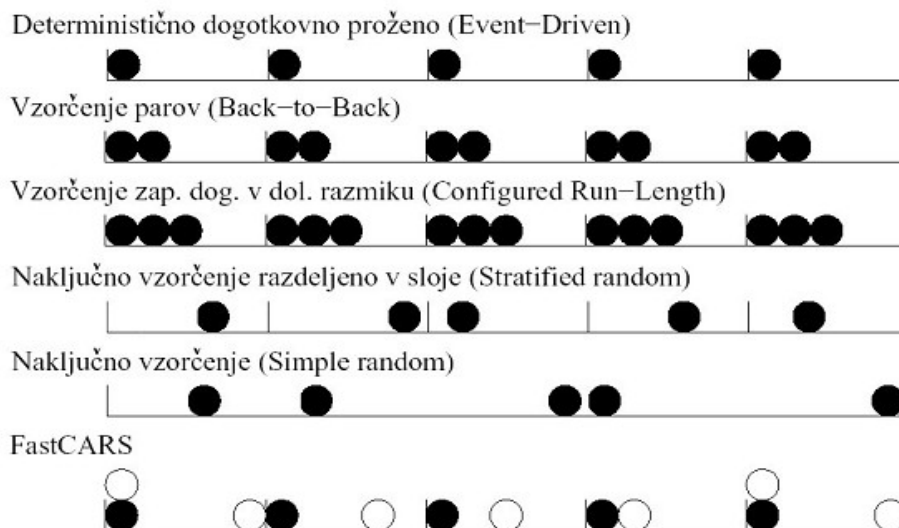 Deterministično dogotkovno proženo (Event−Driven)
Vzorčenje parov (Back−to−Back)
Vzorčenje zap. dog. v dol. razmiku (Configured Run−Length)
Naključno vzorčenje razdeljeno v sloje (Stratified random)
Naključno vzorčenje (Simple random)
FastCARS